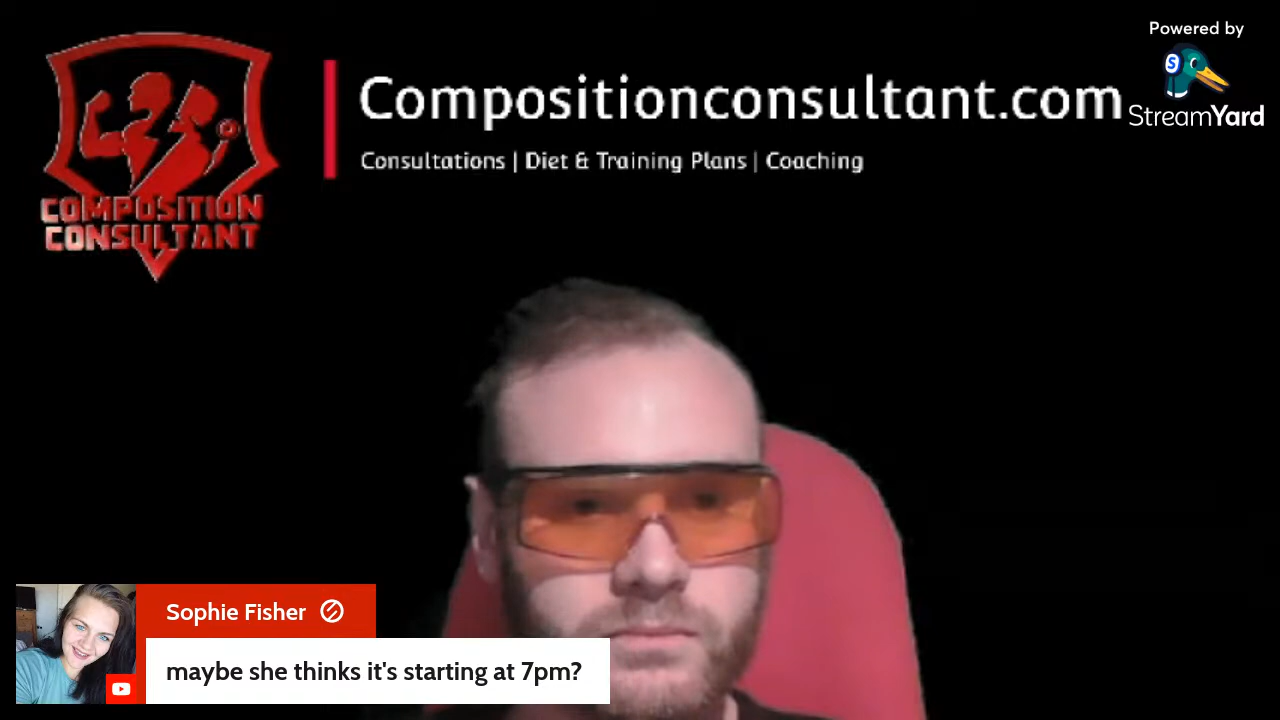 Powered by
StreamYard
Compositionconsultant.com
Consultations | Diet & Training Plans | Coaching
COMPOSITION
CONSULTANT
Sophie Fisher
maybe she thinks it's starting at 7pm?